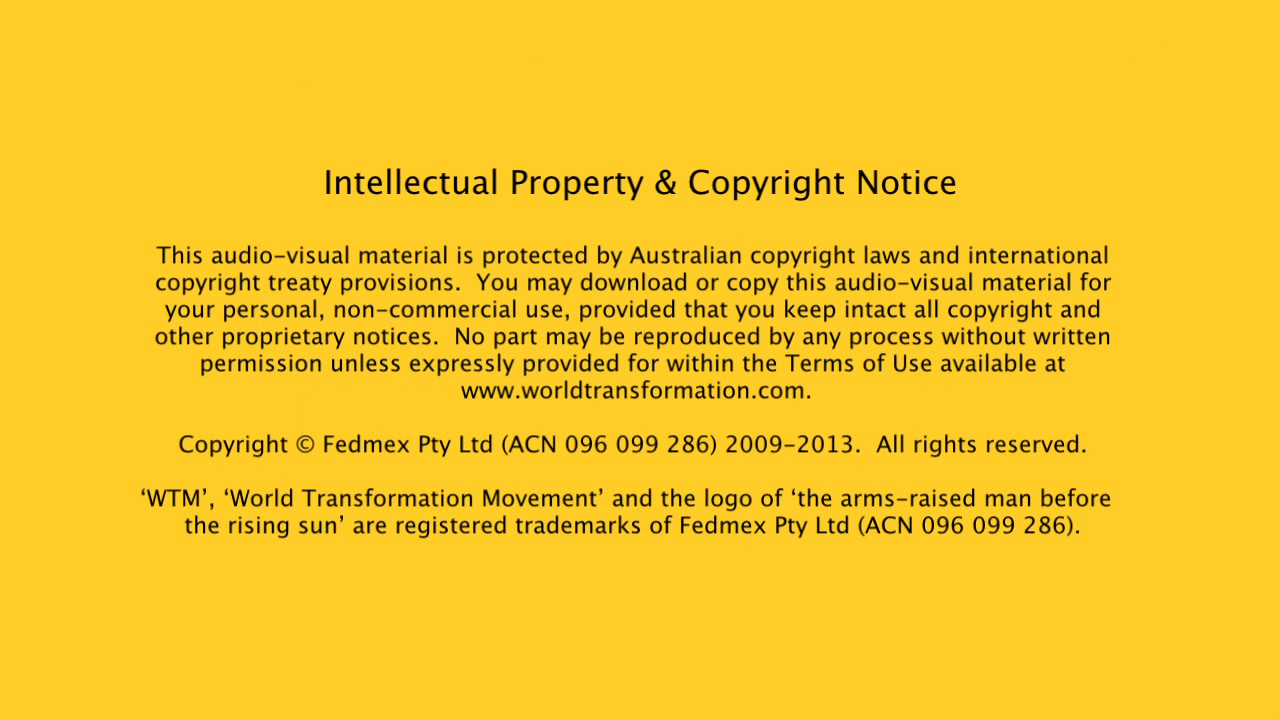 Intellectual Property & Copyright Notice
This audio–visual material is protected by Australian copyright laws and international
copyright treaty provisions.  You may download or copy this audio–visual material for
your personal, non–commercial use, provided that you keep intact all copyright and
other proprietary notices.  No part may be reproduced by any process without written
permission unless expressly provided for within the Terms of Use available at
www.worldtransformation.com.
Copyright © Fedmex Pty Ltd (ACN 096 099 286) 2009–2013.  All rights reserved.
‘WTM’, ‘World Transformation Movement’ and the logo of ‘the arms–raised man before
the rising sun’ are registered trademarks of Fedmex Pty Ltd (ACN 096 099 286).